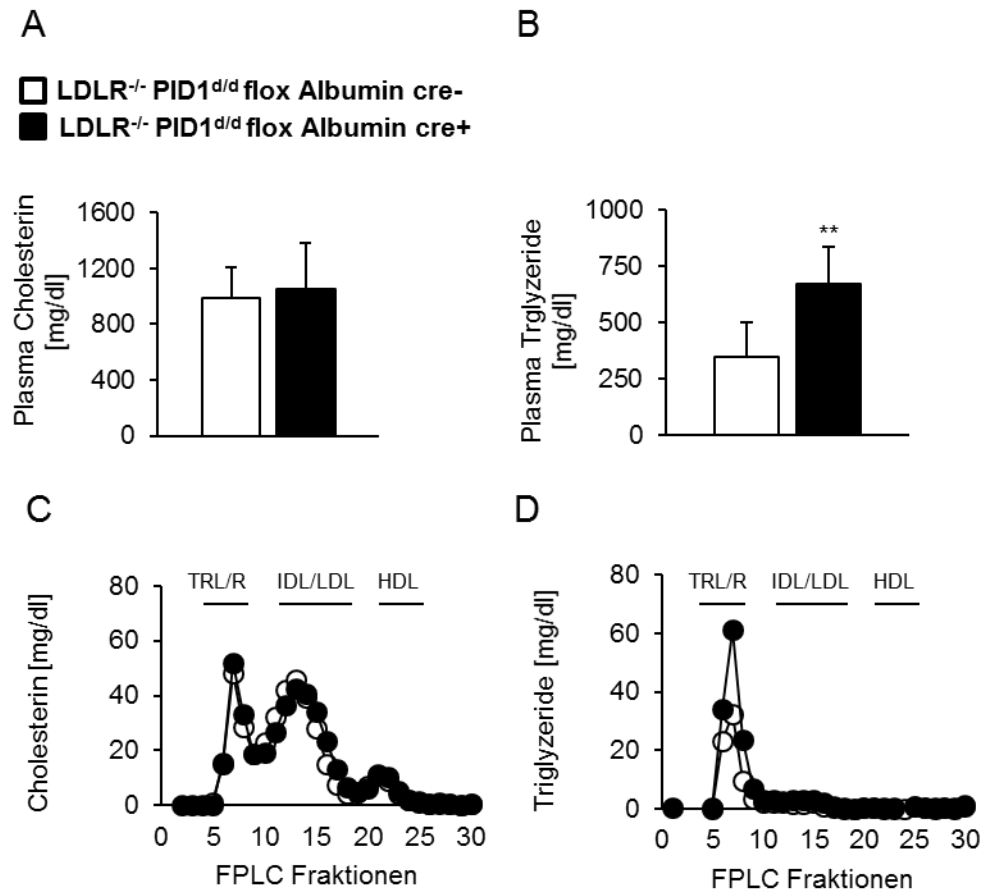 A
B
LDLR-/- PID1d/d flox Albumin cre-
LDLR-/- PID1d/d flox Albumin cre+
Plasma Cholesterin
[mg/dl]
1600
1200
800
400
0
Plasma Trglyzeride
[mg/dl]
1000
750
500
250
0
**
C
D
TRL/R IDL/LDL HDL
Cholesterin [mg/dl]
80
60
40
20
0
0 5 10 15 20 25 30
FPLC Fraktionen
TRL/R IDL/LDL HDL
Triglyzeride [mg/dl]
80
60
40
20
0
0 5 10 15 20 25 30
FPLC Fraktionen